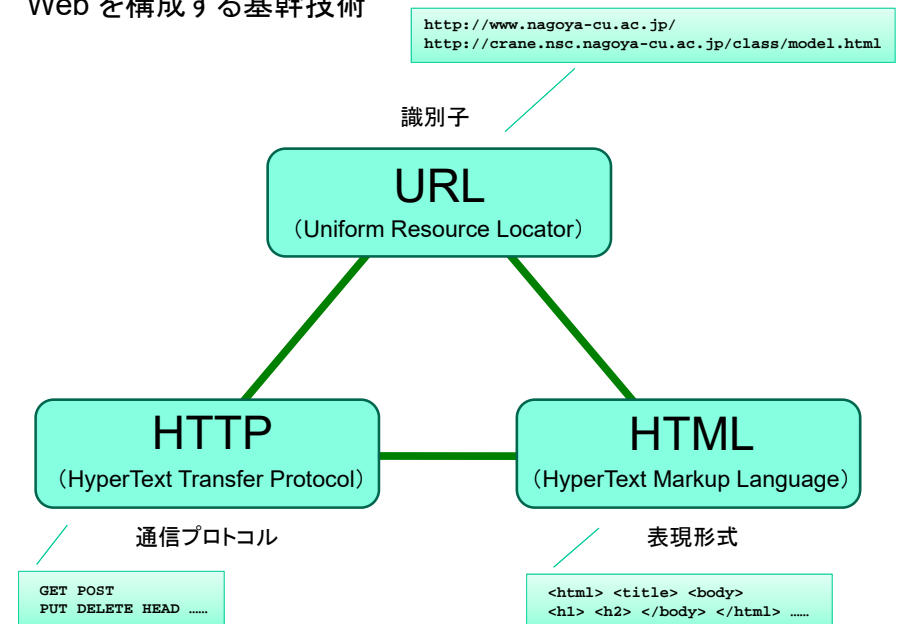 Web を構成する基幹技術
http://www.nagoya-cu.ac.jp/
http://crane.nsc.nagoya-cu.ac.jp/class/model.html
識別子
URL
（Uniform Resource Locator）
HTTP
（HyperText Transfer Protocol）
HTML
（HyperText Markup Language）
通信プロトコル
表現形式
GET POST
PUT DELETE HEAD ……
<html> <title> <body>
<h1> <h2> </body> </html> ……